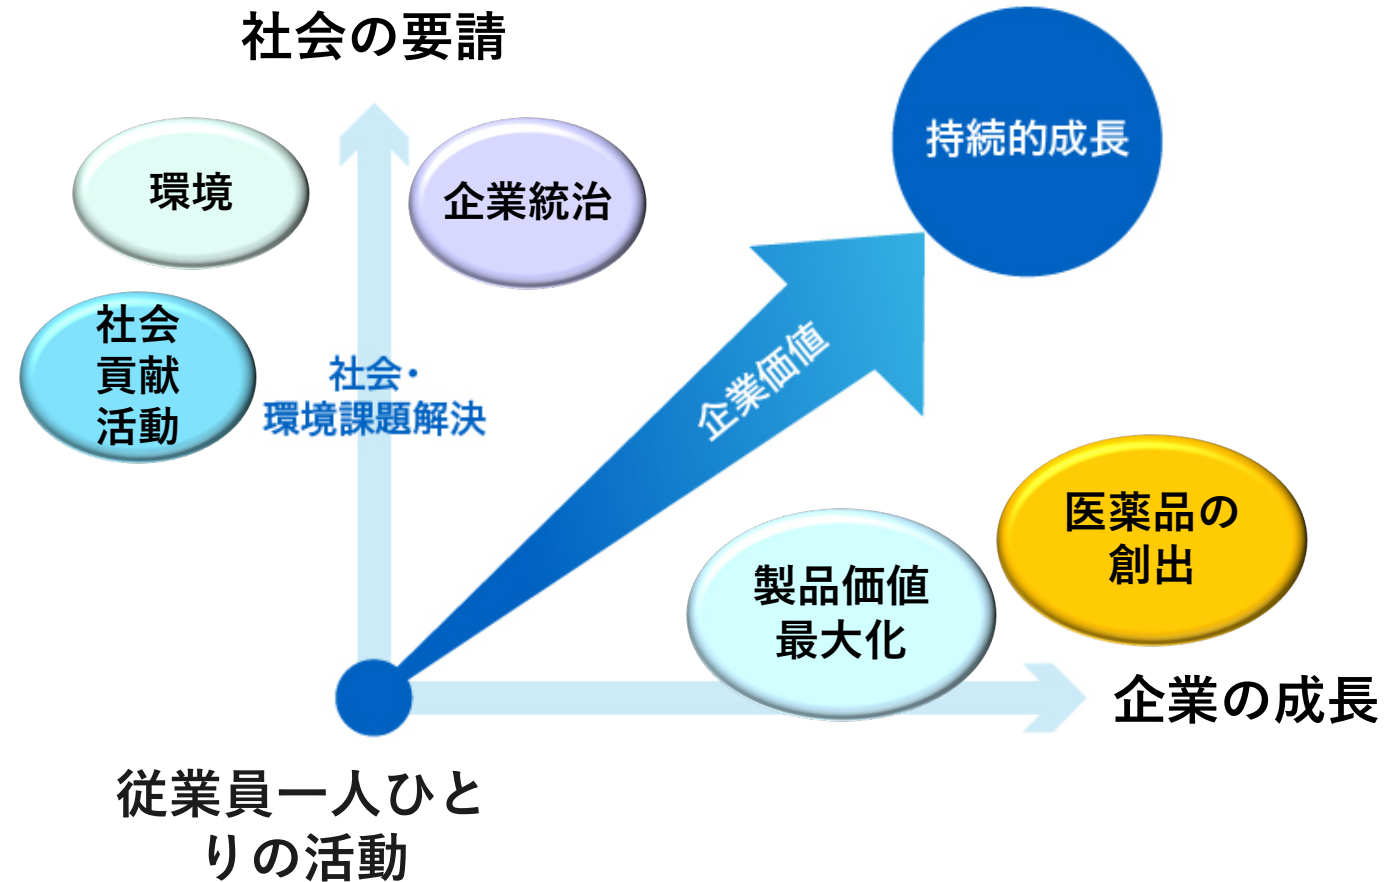 社会の要請
持続的成長
環境
企業統治
社会
貢献
活動
社会・
環境課題解決
企業価値
医薬品の
創出
製品価値
最大化
企業の成長
従業員一人ひと
りの活動